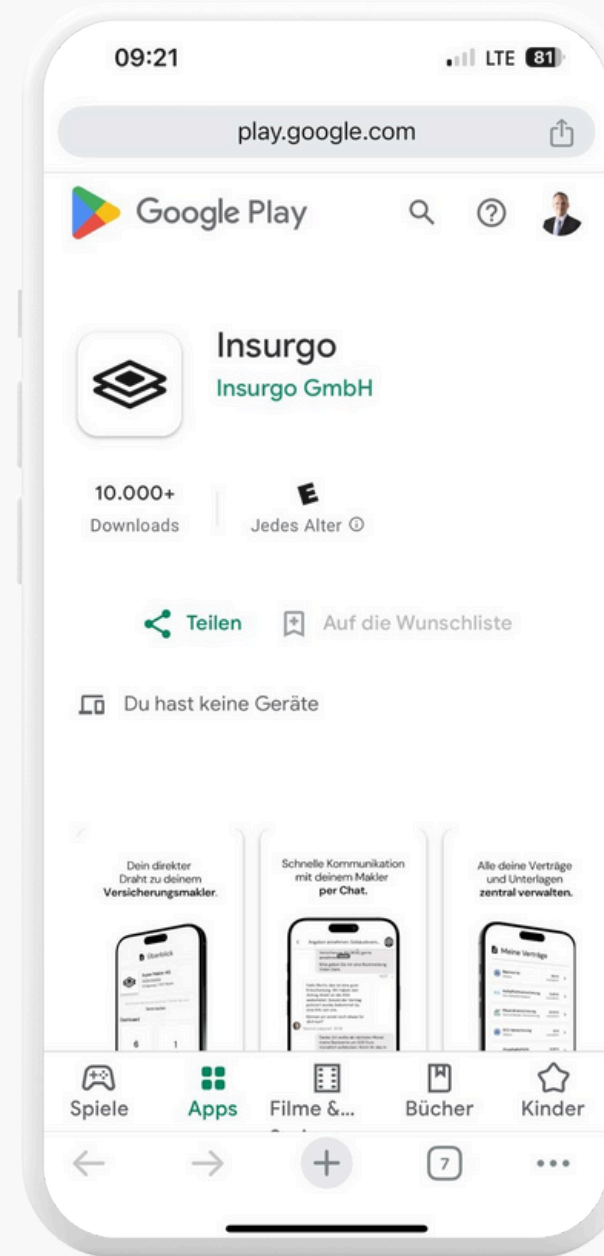 09:21
LTE 81
play.google.com
Google Play
Insurgo
Insurgo GmbH
10.000+
Downloads
E
Jedes Alter
Teilen
Auf die Wunschliste
Du hast keine Geräte
Dein direkter
Draht zu deinem
Versicherungsmakler.
Überblick
6 1
Schnelle Kommunikation
mit deinem Makler
per Chat.
Alle deine Verträge
und Unterlagen
zentral verwalten.
Meine Verträge
Spiele
Apps
Filme &...
Bücher
Kinder
7